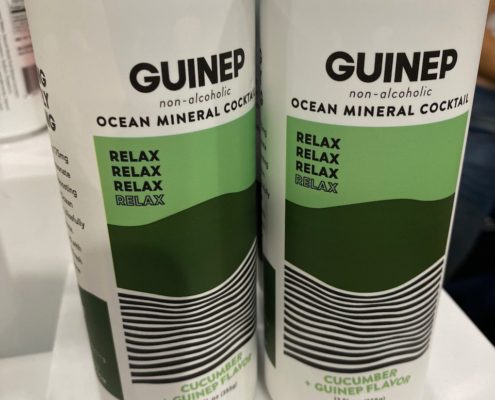 GUINEP
non-alcoholic
OCEAN MINERAL COCKTAIL
RELAX
RELAX
RELAX
RELAX
CUCUMBER
+ GUINEP FLAVOR
GUINEP
non-alcoholic
OCEAN MINERAL COCKTAIL
RELAX
RELAX
RELAX
RELAX
CUCUMBER
+ GUINEP FLAVOR